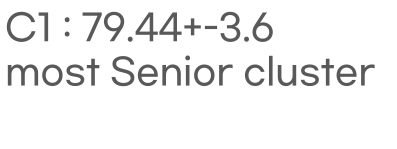 C1 : 79.44+-3.6
most Senior cluster